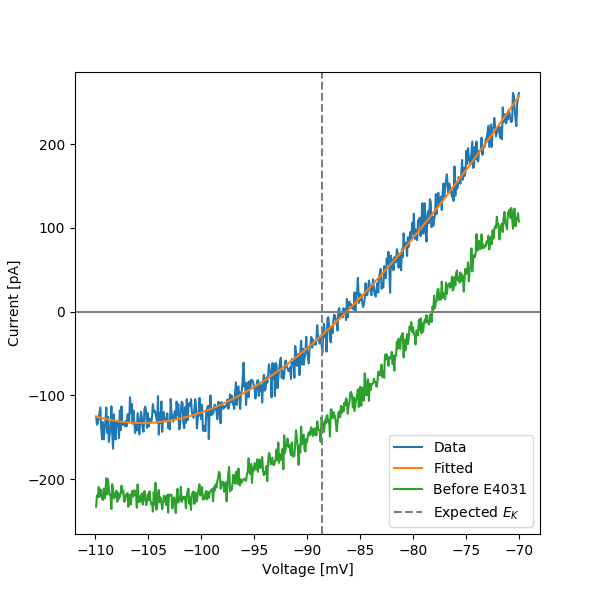 200
100
0
−100
−200
Current [pA]
−110 −105 −100 −95 −90 −85 −80 −75 −70
Voltage [mV]
Data
Fitted
Before E4031
Expected E_K